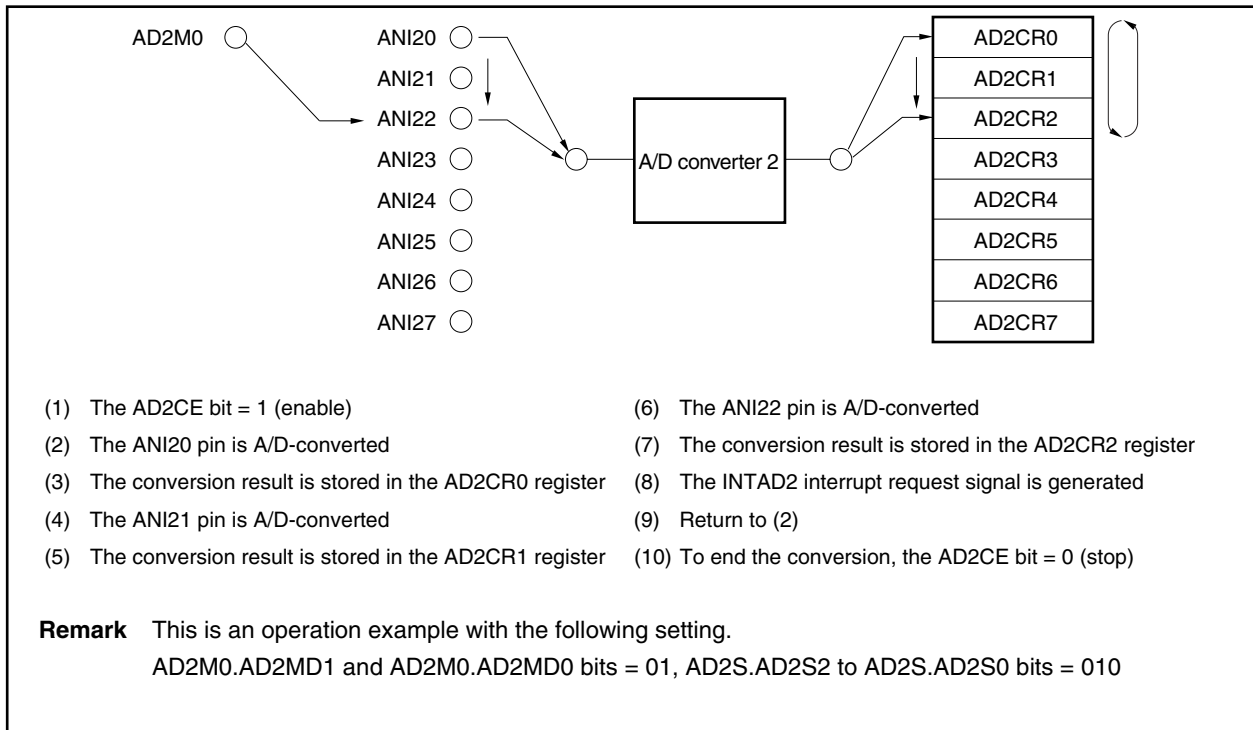 AD2M0
ANI20
ANI21
ANI22
ANI23
ANI24
ANI25
ANI26
ANI27
A/D converter 2
AD2CR0
AD2CR1
AD2CR2
AD2CR3
AD2CR4
AD2CR5
AD2CR6
AD2CR7
(1) The AD2CE bit = 1 (enable)
(2) The ANI20 pin is A/D-converted
(3) The conversion result is stored in the AD2CR0 register
(4) The ANI21 pin is A/D-converted
(5) The conversion result is stored in the AD2CR1 register
(6) The ANI22 pin is A/D-converted
(7) The conversion result is stored in the AD2CR2 register
(8) The INTAD2 interrupt request signal is generated
(9) Return to (2)
(10) To end the conversion, the AD2CE bit = 0 (stop)
Remark This is an operation example with the following setting.
AD2M0.AD2MD1 and AD2M0.AD2MD0 bits = 01, AD2S.AD2S2 to AD2S.AD2S0 bits = 010